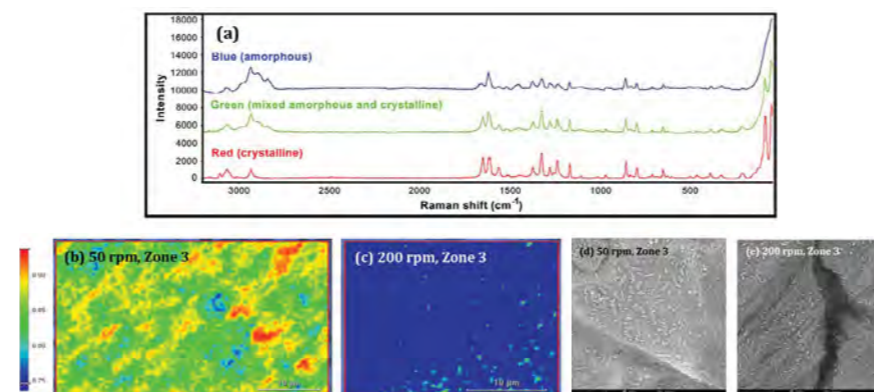 (a)
18000
16000
14000
12000
10000
8000
6000
4000
2000
0
Intensity
Blue (amorphous)
Green (mixed amorphous and crystalline)
Red (crystalline)
3000 2500 2000 1500 1000 500
Raman shift (cm⁻¹)
(b) 50 rpm, Zone 3
(c) 200 rpm, Zone 3
(d) 50 rpm, Zone 3
(e) 200 rpm, Zone 3
10 µm